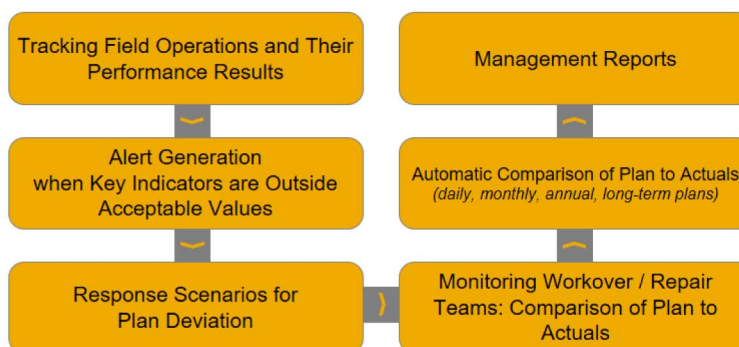 Tracking Field Operations and Their
Performance Results
Alert Generation
when Key Indicators are Outside
Acceptable Values
Response Scenarios for
Plan Deviation
Monitoring Workover / Repair
Teams: Comparison of Plan to
Actuals
Automatic Comparison of Plan to Actuals
(daily, monthly, annual, long-term plans)
Management Reports